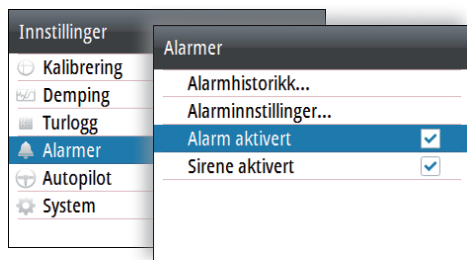 Innstillinger
Kalibrering
Demping
Turlogg
Alarmer
Autopilot
System
Alarmer
Alarmhistorikk...
Alarminnstillinger...
Alarm aktivert
Sirene aktivert